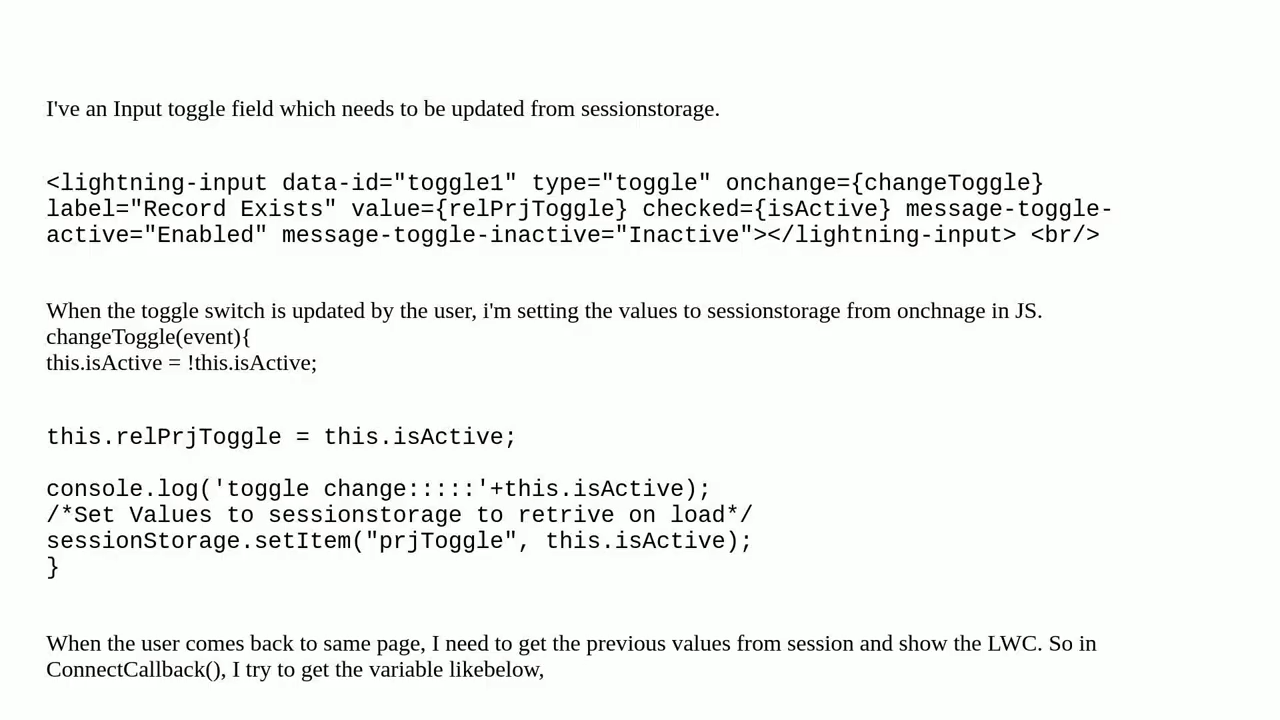 I've an Input toggle field which needs to be updated from sessionstorage.
<lightning-input data-id="toggle1" type="toggle" onchange={changeToggle}
label="Record Exists" value={relPrjToggle} checked={isActive} message-toggle-
active="Enabled" message-toggle-inactive="Inactive"></lightning-input> <br/>
When the toggle switch is updated by the user, i'm setting the values to sessionstorage from onchnage in JS.
changeToggle(event){
this.isActive = !this.isActive;
this.relPrjToggle = this.isActive;
console.log('toggle change:::::'+this.isActive);
/*Set Values to sessionstorage to retrive on load*/
sessionStorage.setItem("prjToggle", this.isActive);
}
When the user comes back to same page, I need to get the previous values from session and show the LWC. So in
ConnectCallback(), I try to get the variable likebelow,